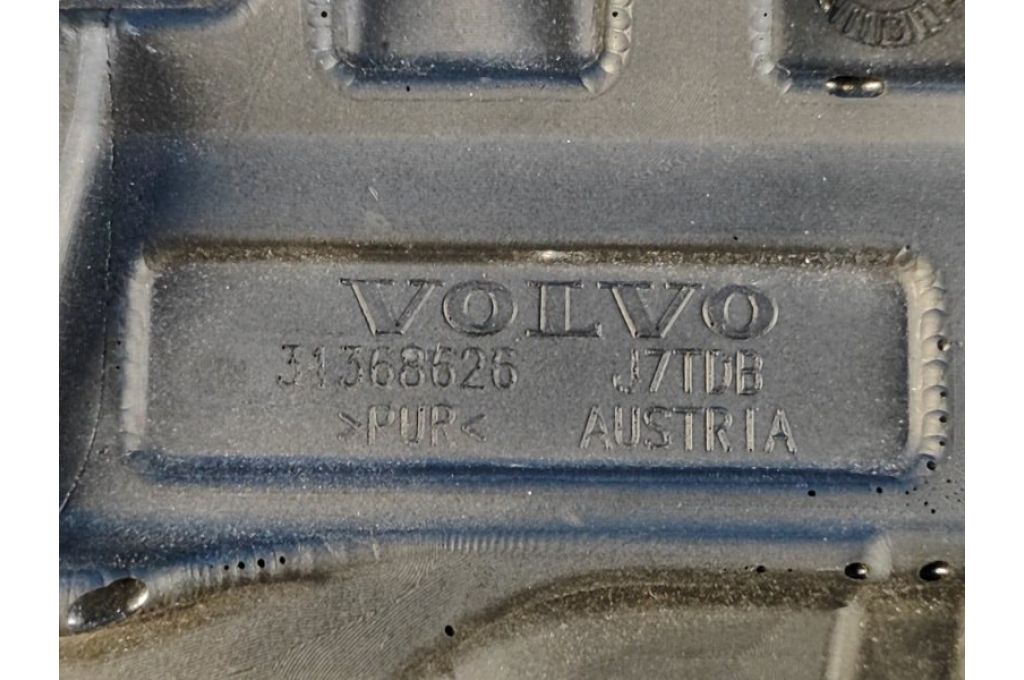 VOLVO
31368626 J7TDB
>PUR< AUSTRIA